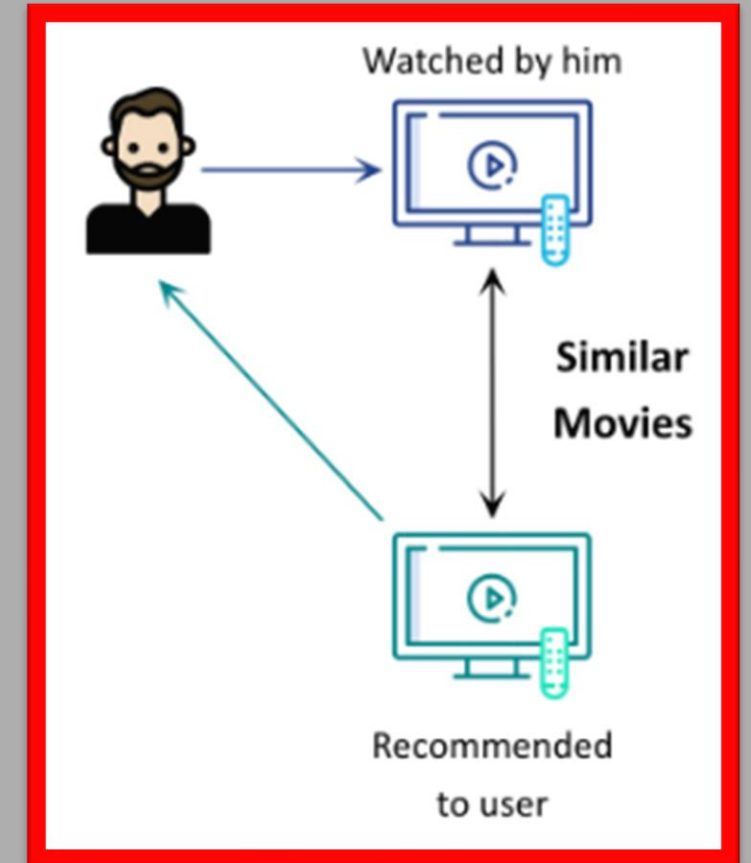 Watched by him
Similar
Movies
Recommended
to user